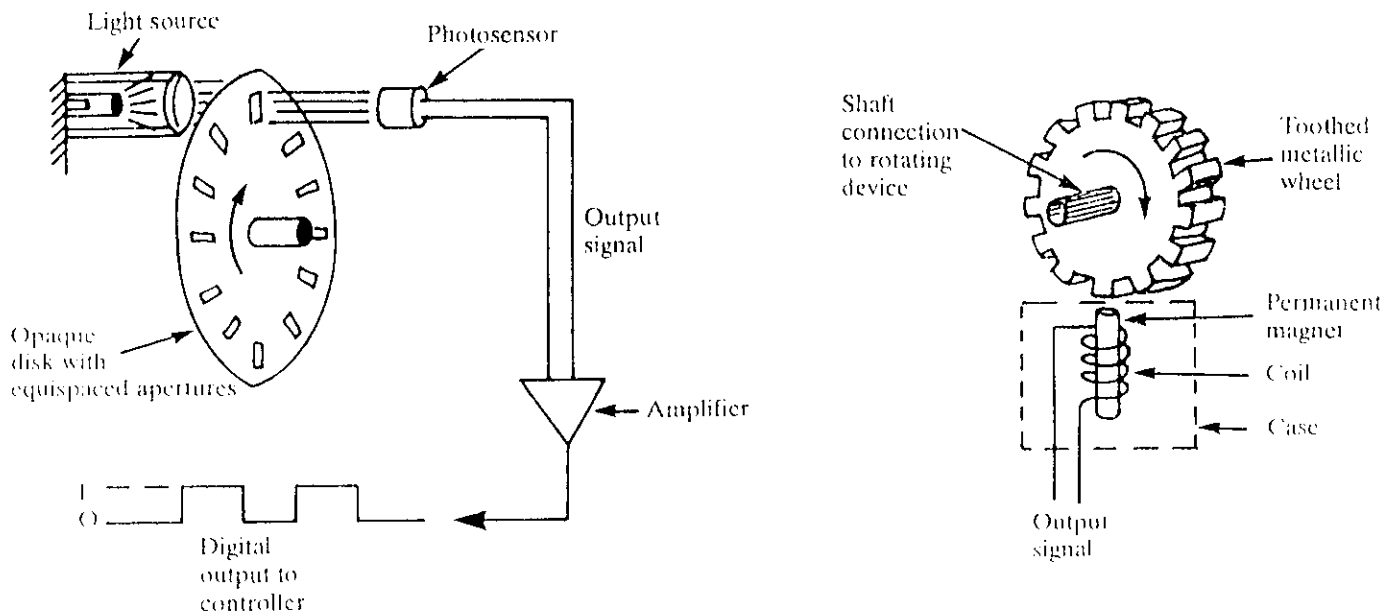 Light source
Photosensor
Output
signal
Opaque
disk with
equispaced apertures
Amplifier
1
0
Digital
output to
controller
Shaft
connection
to rotating
device
Toothed
metallic
wheel
Permanent
magnet
Coil
Case
Output
signal